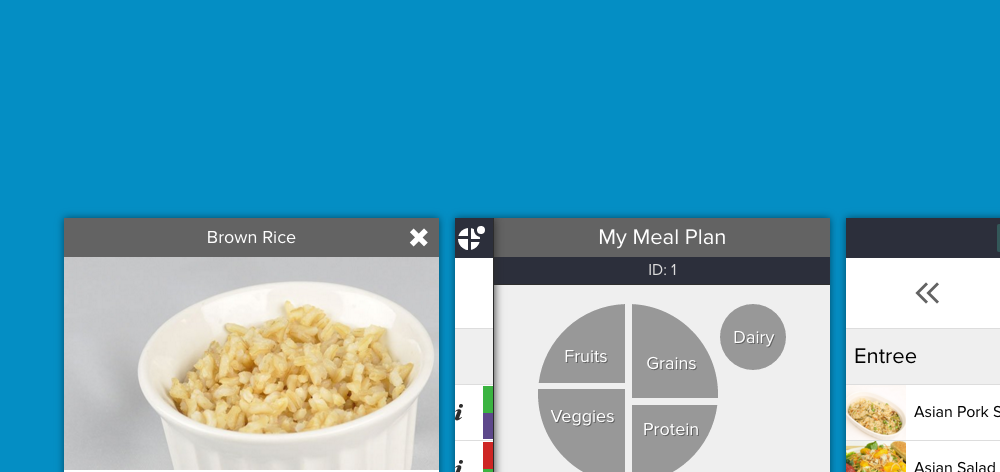 Brown Rice
My Meal Plan
ID: 1
Fruits
Grains
Dairy
Veggies
Protein
i
i
Entree
Asian Pork S
Asian Salad